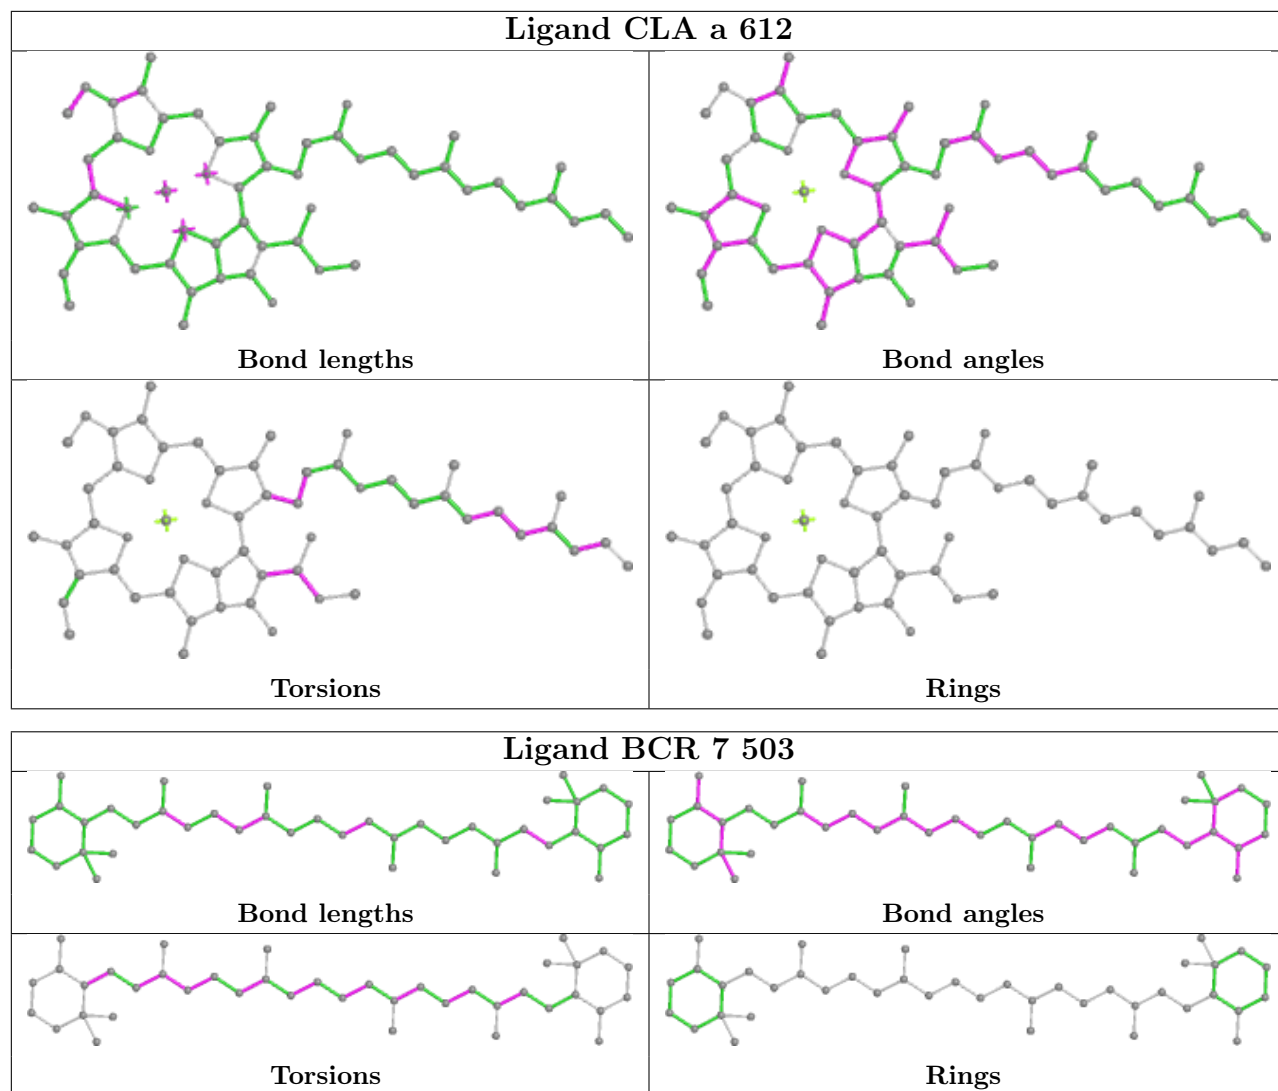 Ligand CLA a 612
Bond lengths
Bond angles
Torsions
Rings
Ligand BCR 7 503
Bond lengths
Bond angles
Torsions
Rings